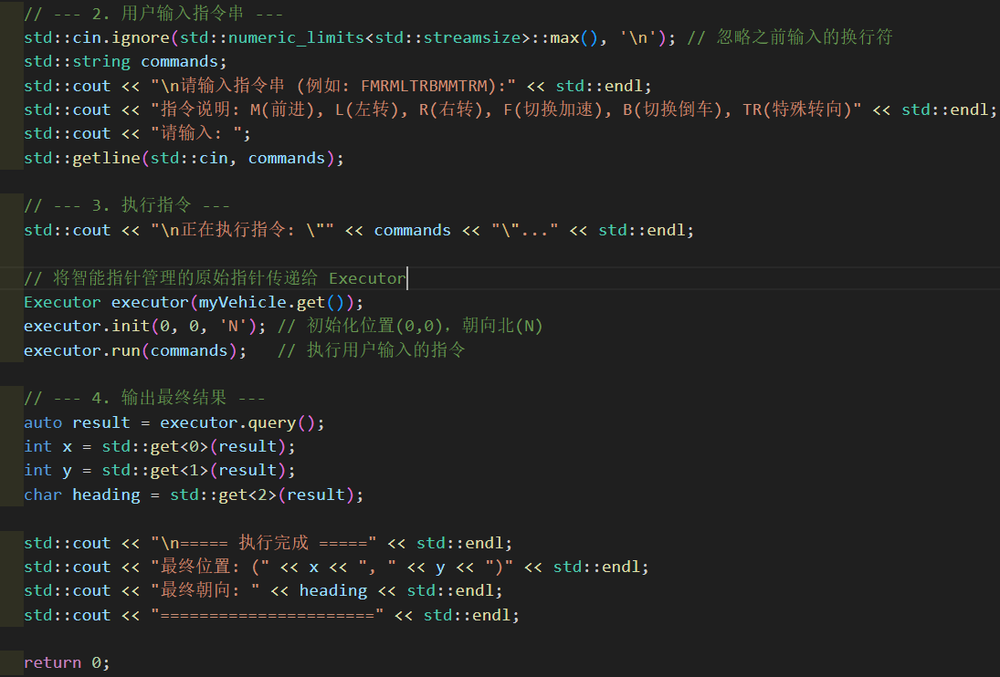 // --- 2. 用户输入指令串 ---
std::cin.ignore(std::numeric_limits<std::streamsize>::max(), '\n'); // 忽略之前输入的换行符
std::string commands;
std::cout << "\n请输入指令串 (例如: FMRMLTRBMMTRM):" << std::endl;
std::cout << "指令说明: M(前进), L(左转), R(右转), F(切换加速), B(切换倒车), TR(特殊转向)" << std::endl;
std::cout << "请输入: ";
std::getline(std::cin, commands);
// --- 3. 执行指令 ---
std::cout << "\n正在执行指令: \"" << commands << "\"..." << std::endl;
// 将智能指针管理的原始指针传递给 Executor
Executor executor(myVehicle.get());
executor.init(0, 0, 'N'); // 初始化位置(0,0)，朝向北(N)
executor.run(commands);   // 执行用户输入的指令
// --- 4. 输出最终结果 ---
auto result = executor.query();
int x = std::get<0>(result);
int y = std::get<1>(result);
char heading = std::get<2>(result);
std::cout << "\n===== 执行完成 =====" << std::endl;
std::cout << "最终位置: (" << x << ", " << y << ")" << std::endl;
std::cout << "最终朝向: " << heading << std::endl;
std::cout << "======================" << std::endl;
return 0;